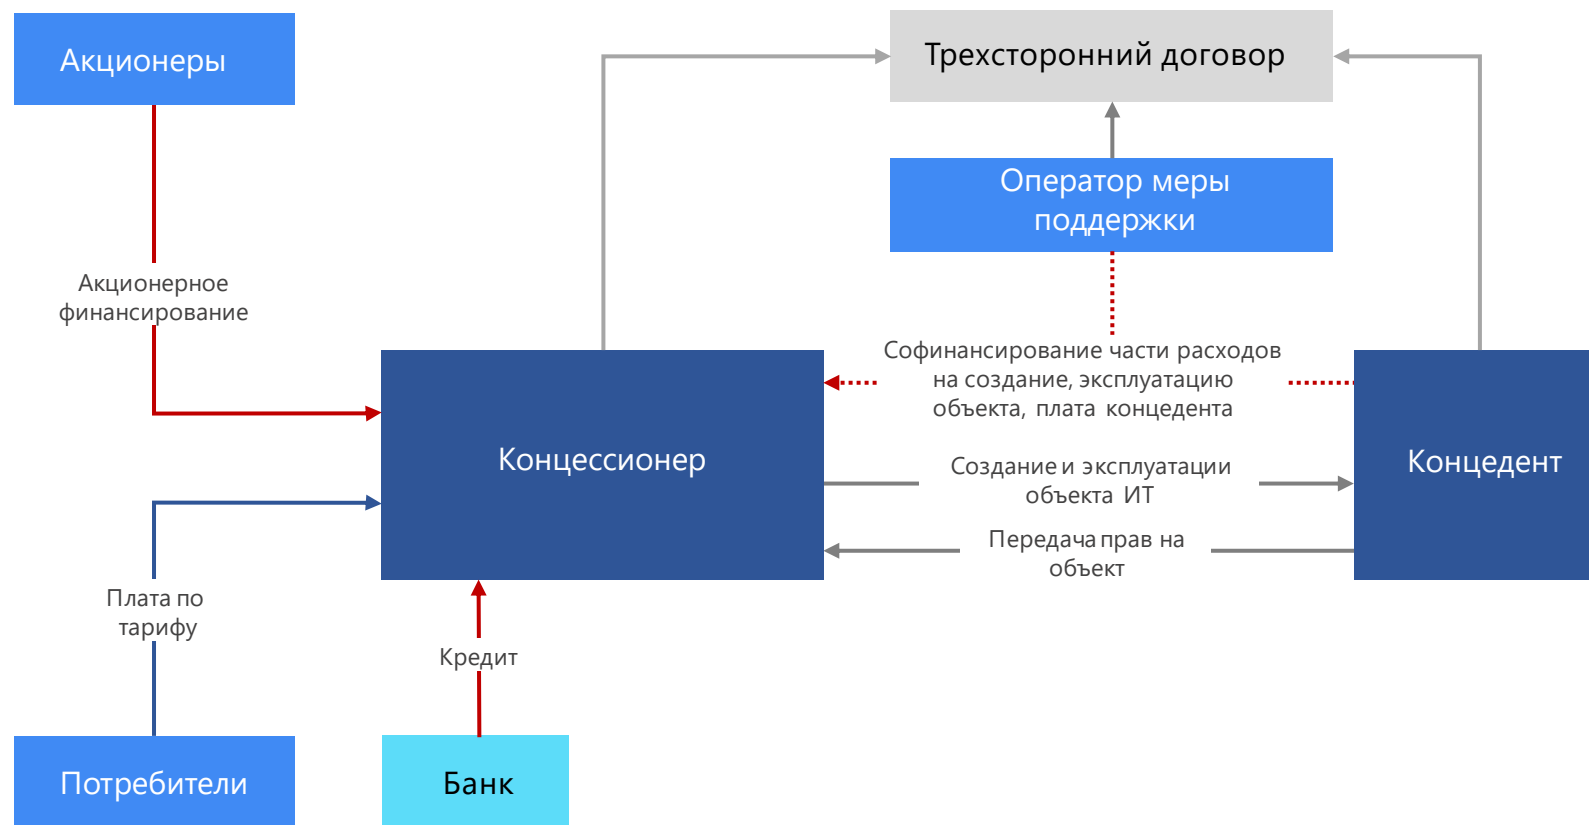 Акционеры
Трехсторонний договор
Оператор меры
поддержки
Акционерное
финансирование
Софинансирование части расходов
на создание, эксплуатацию
объекта, плата концедента
Концессионер
Концедент
Создание и эксплуатации
объекта ИТ
Передача прав на
объект
Плата по
тарифу
Кредит
Потребители
Банк